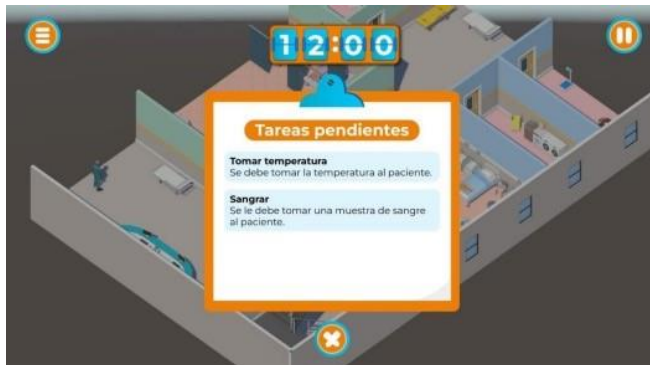 12:00
Tareas pendientes
Tomar temperatura
Se debe tomar la temperatura al paciente.
Sangrar
Se le debe tomar una muestra de sangre
al paciente.